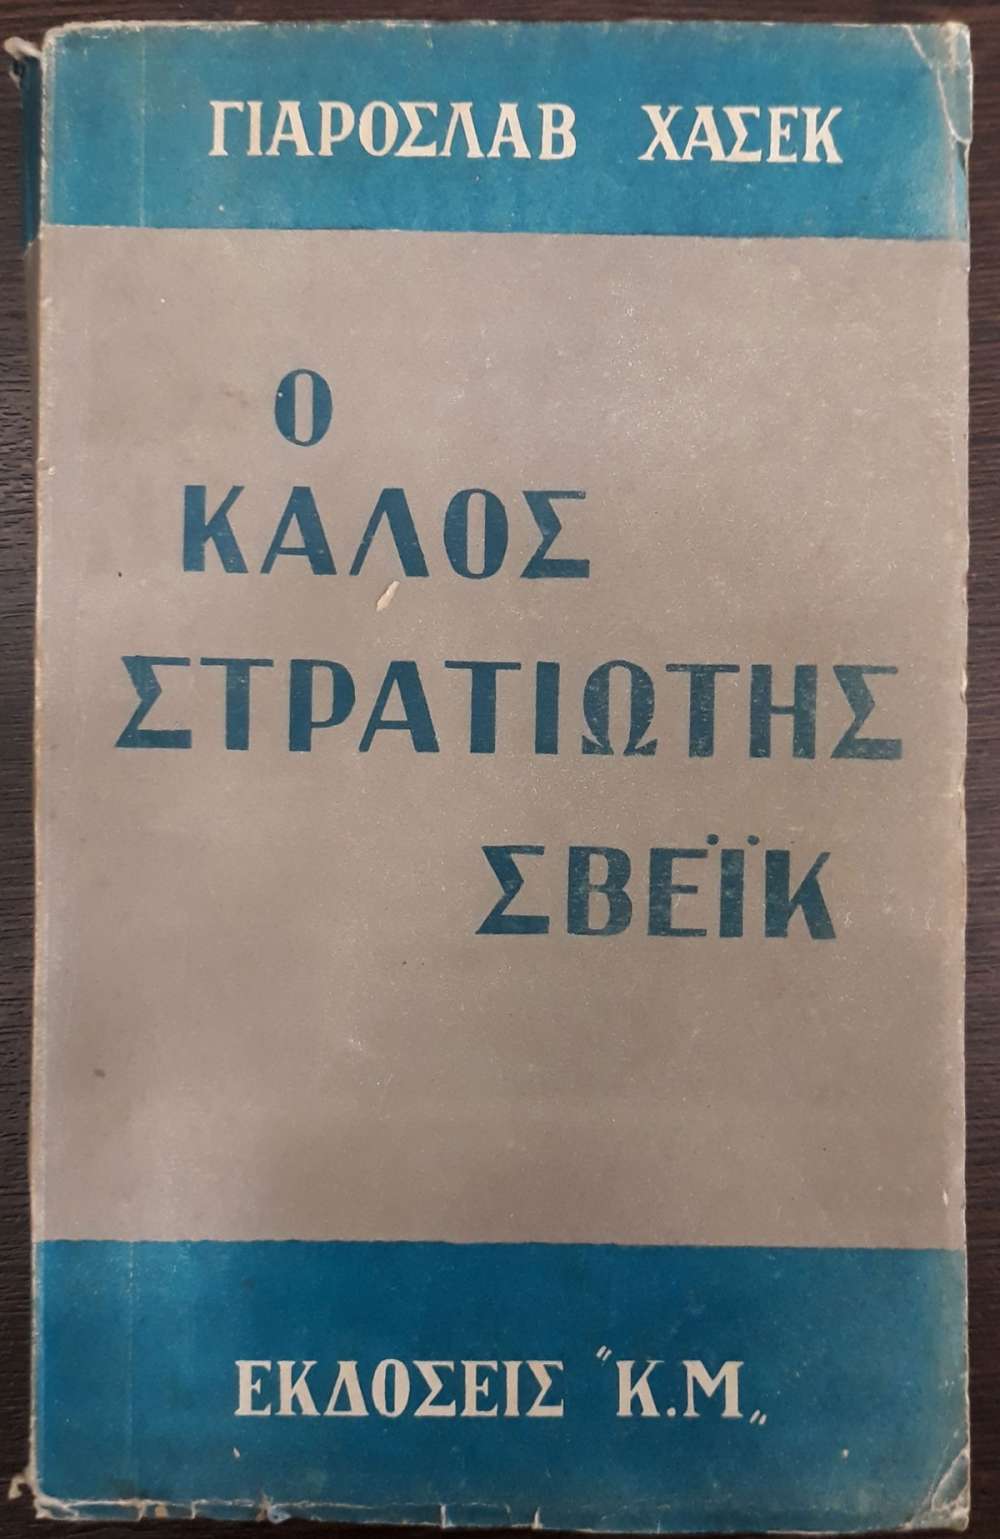 ΓΙΑΡΟΣΛΑΒ ΧΑΣΕΚ
Ο
ΚΑΛΟΣ
ΣΤΡΑΤΙΩΤΗΣ
ΣΒΕΪΚ
ΕΚΔΟΣΕΙΣ "Κ.Μ„